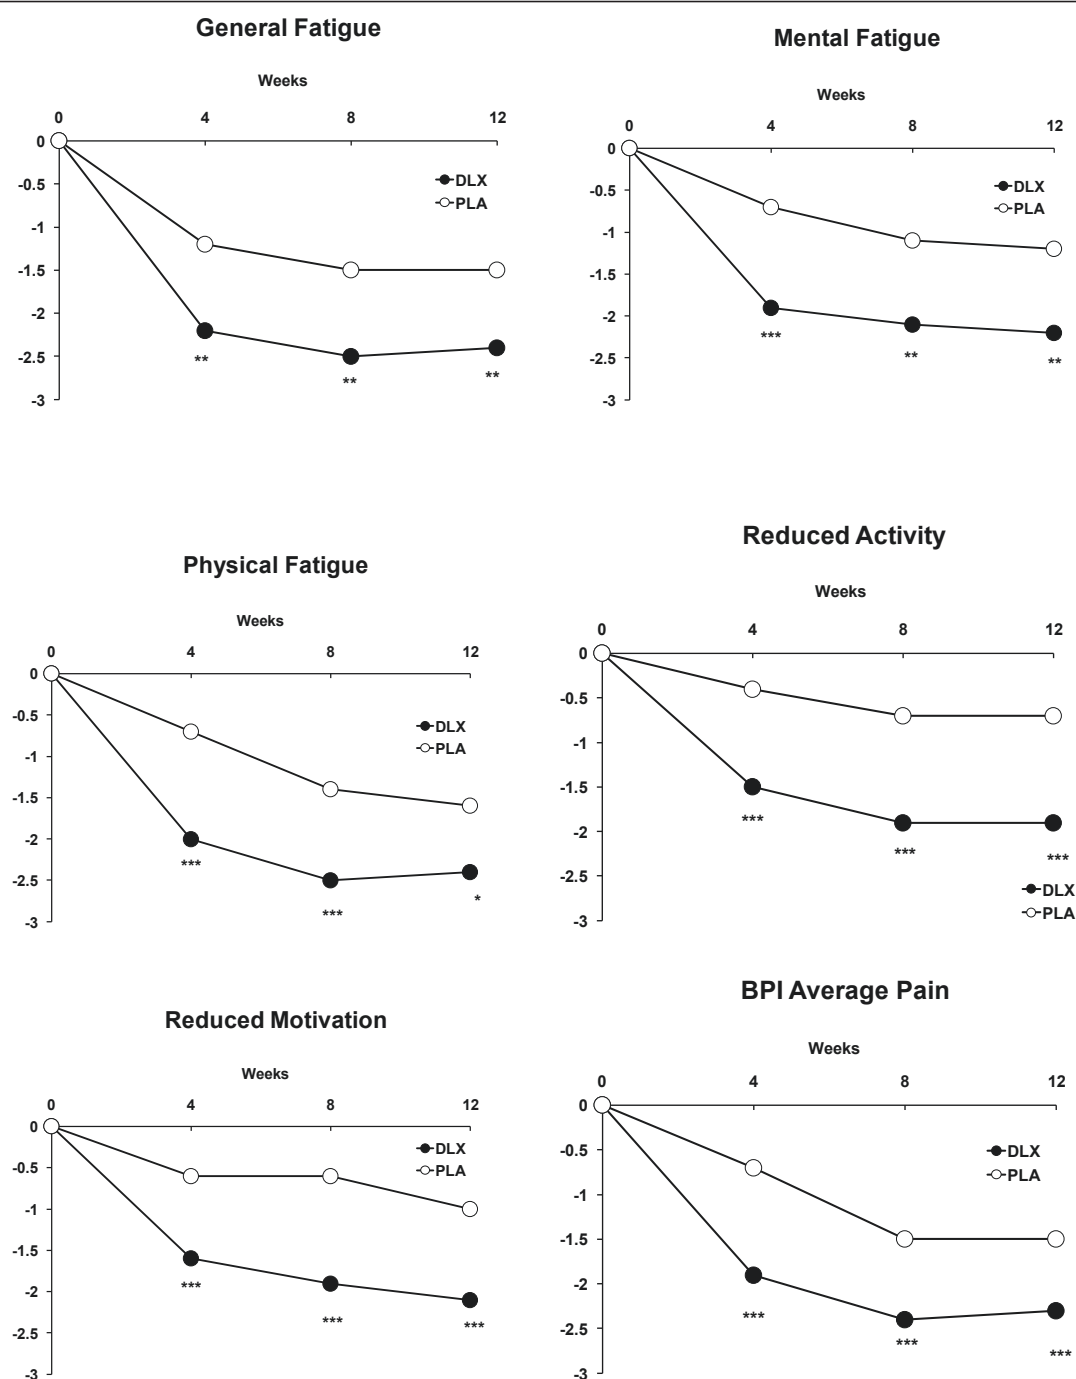 General Fatigue
Weeks
0 4 8 12
0
-0.5
-1
-1.5
-2
-2.5
-3
DLX
PLA
** ** **
Mental Fatigue
Weeks
0 4 8 12
0
-0.5
-1
-1.5
-2
-2.5
-3
DLX
PLA
*** ** **
Physical Fatigue
Weeks
0 4 8 12
0
-0.5
-1
-1.5
-2
-2.5
-3
DLX
PLA
*** *** *
Reduced Activity
Weeks
0 4 8 12
0
-0.5
-1
-1.5
-2
-2.5
-3
*** *** ***
DLX
PLA
Reduced Motivation
Weeks
0 4 8 12
0
-0.5
-1
-1.5
-2
-2.5
-3
DLX
PLA
*** *** ***
BPI Average Pain
Weeks
0 4 8 12
0
-0.5
-1
-1.5
-2
-2.5
-3
DLX
PLA
*** *** ***